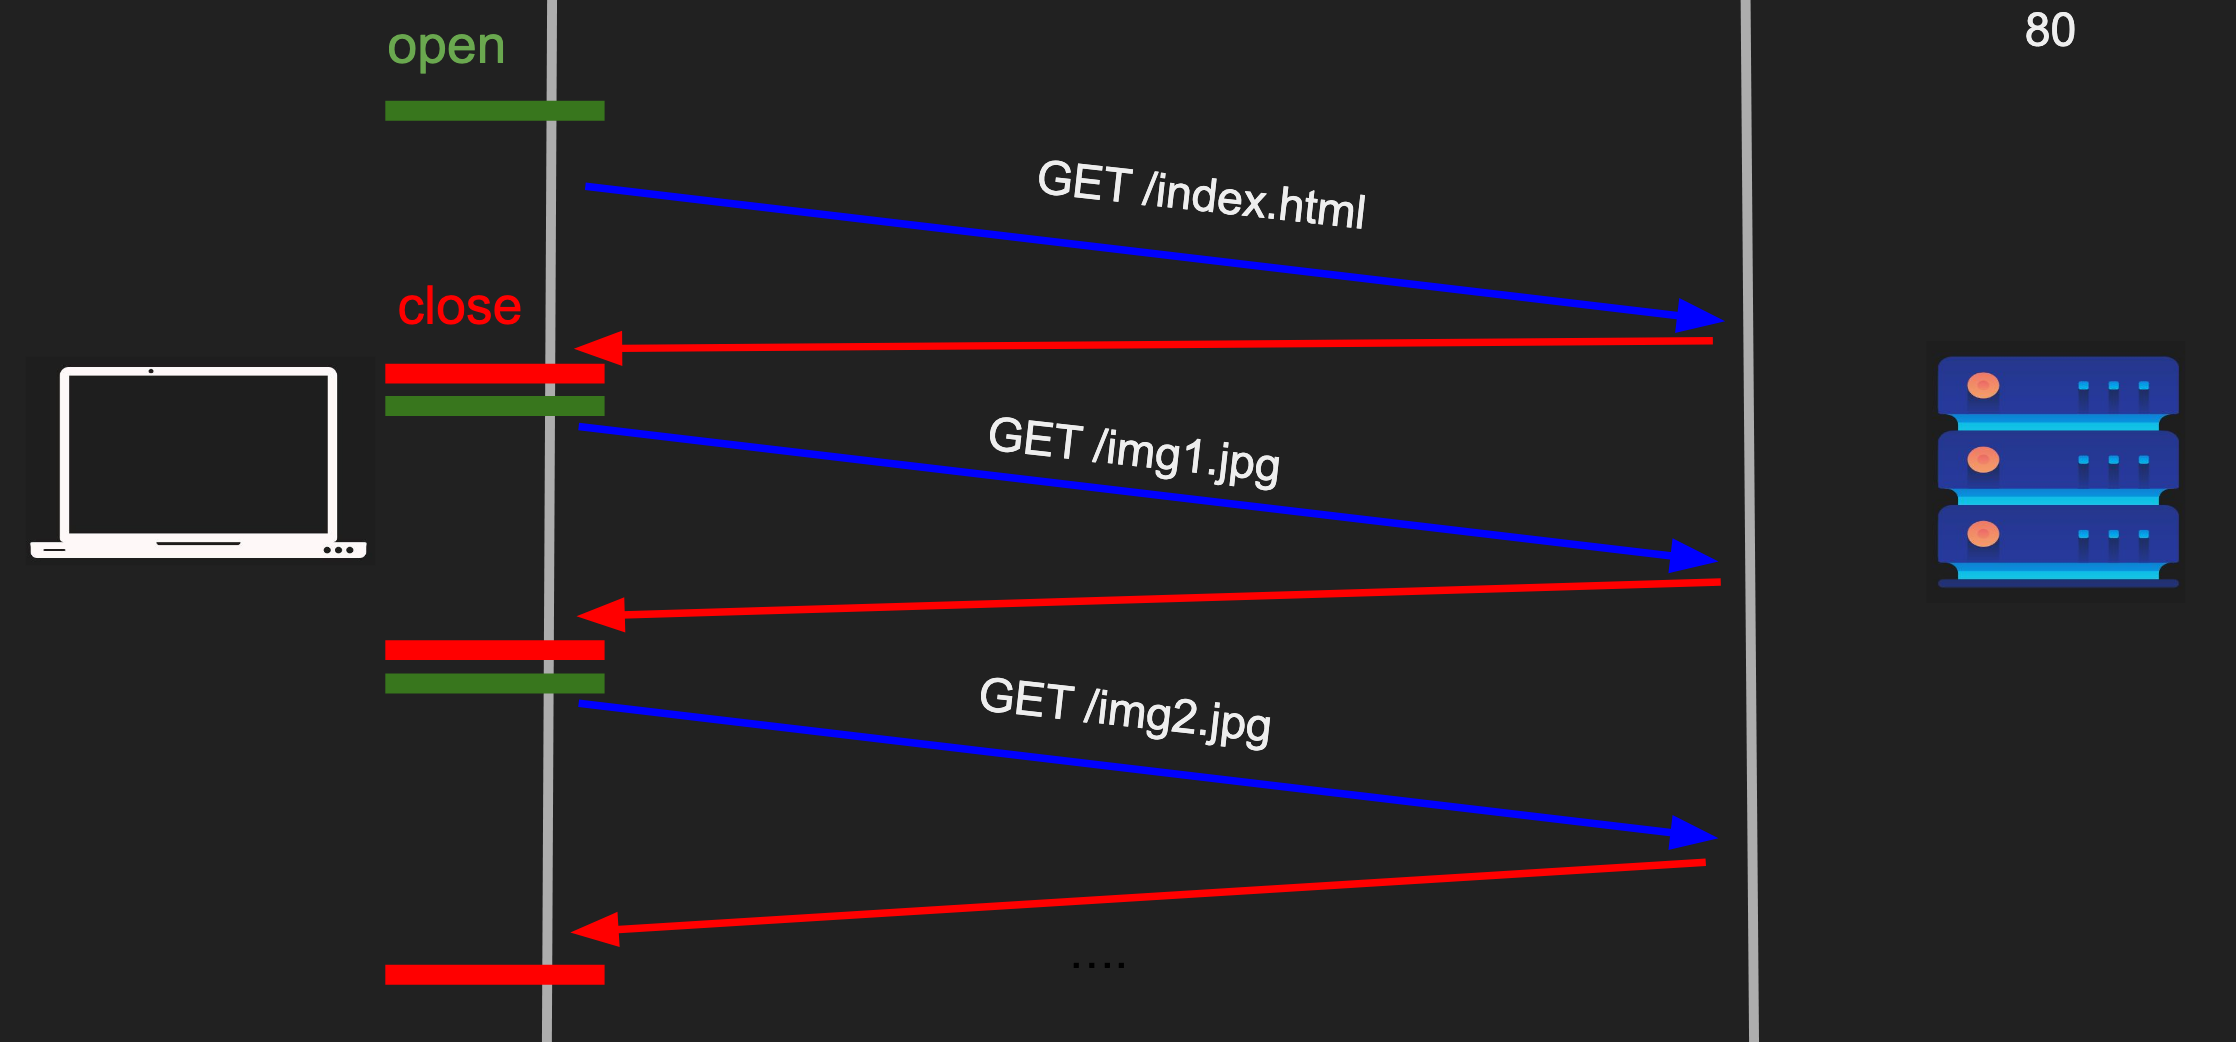 open
80
GET /index.html
close
GET /img1.jpg
GET /img2.jpg
....